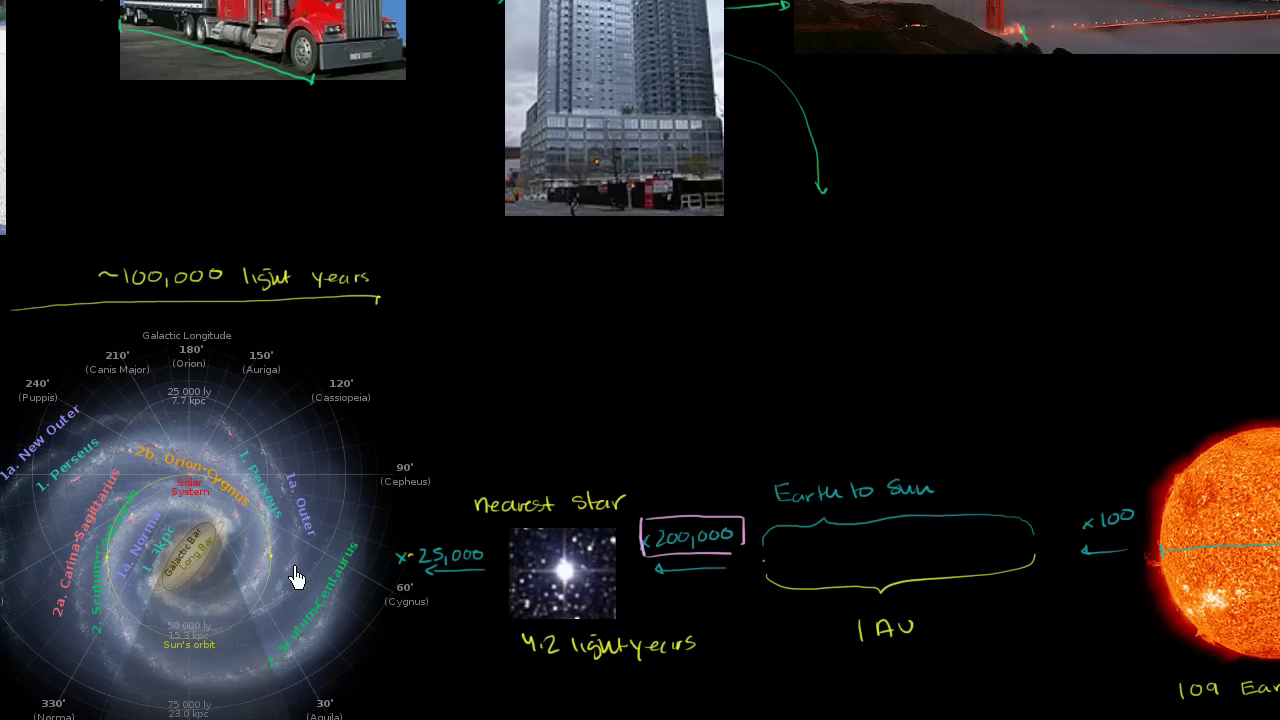 ~100,000 light years
Galactic Longitude
180°
(Orion)
210°
(Canis Major)
150°
(Auriga)
240°
(Puppis)
120°
(Cassiopeia)
25 000 ly
7.7 kpc
1a. New Outer
1. Perseus
2b. Orion-Cygnus
Solar
System
1. Perseus
1a. Outer
90°
(Cepheus)
2a. Carina-Sagittarius
1a. Norma
Galactic Bar
Long Bar
60°
(Cygnus)
50 000 ly
15.3 kpc
Sun's orbit
330°
(Norma)
75 000 ly
23.0 kpc
30°
(Aquila)
x 25,000
nearest star
4.2 light years
x 200,000
Earth to Sun
1 AU
x 100
109 Ear